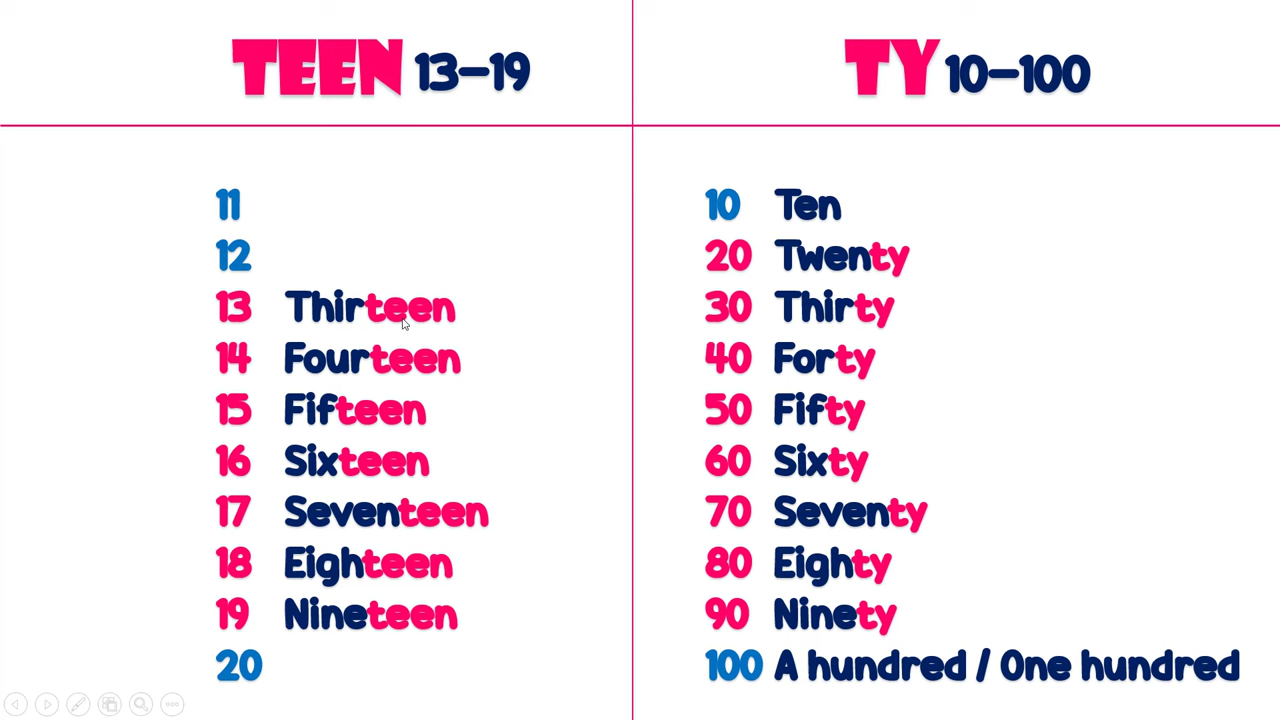 TEEN 13–19
11
12
13 Thirteen
14 Fourteen
15 Fifteen
16 Sixteen
17 Seventeen
18 Eighteen
19 Nineteen
20
TY 10–100
10 Ten
20 Twenty
30 Thirty
40 Forty
50 Fifty
60 Sixty
70 Seventy
80 Eighty
90 Ninety
100 A hundred / One hundred